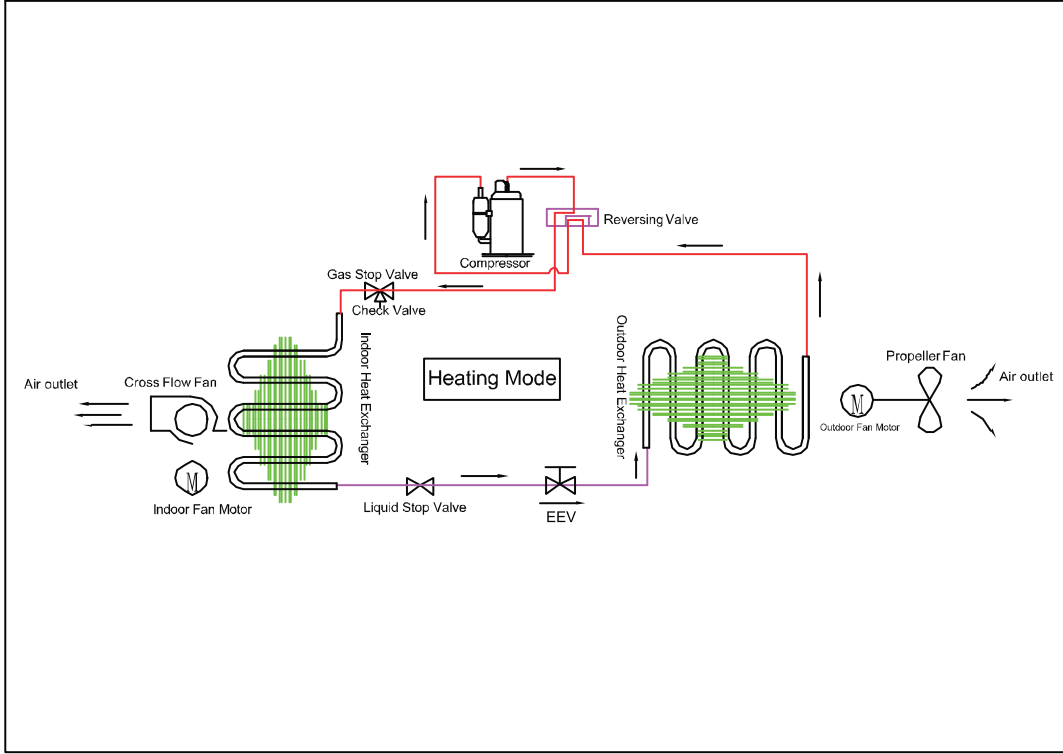 Reversing Valve
Compressor
Gas Stop Valve
Check Valve
Indoor Heat Exchanger
Outdoor Heat Exchanger
Heating Mode
Air outlet
Cross Flow Fan
M
Indoor Fan Motor
Liquid Stop Valve
EEV
Propeller Fan
Air outlet
M
Outdoor Fan Motor